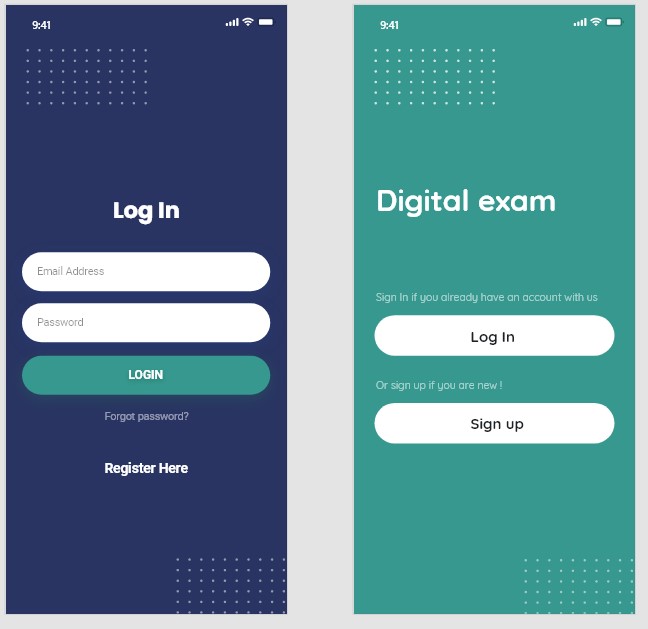 9:41
Log In
Email Address
Password
LOGIN
Forgot password?
Register Here
9:41
Digital exam
Sign In if you already have an account with us
Log In
Or sign up if you are new !
Sign up